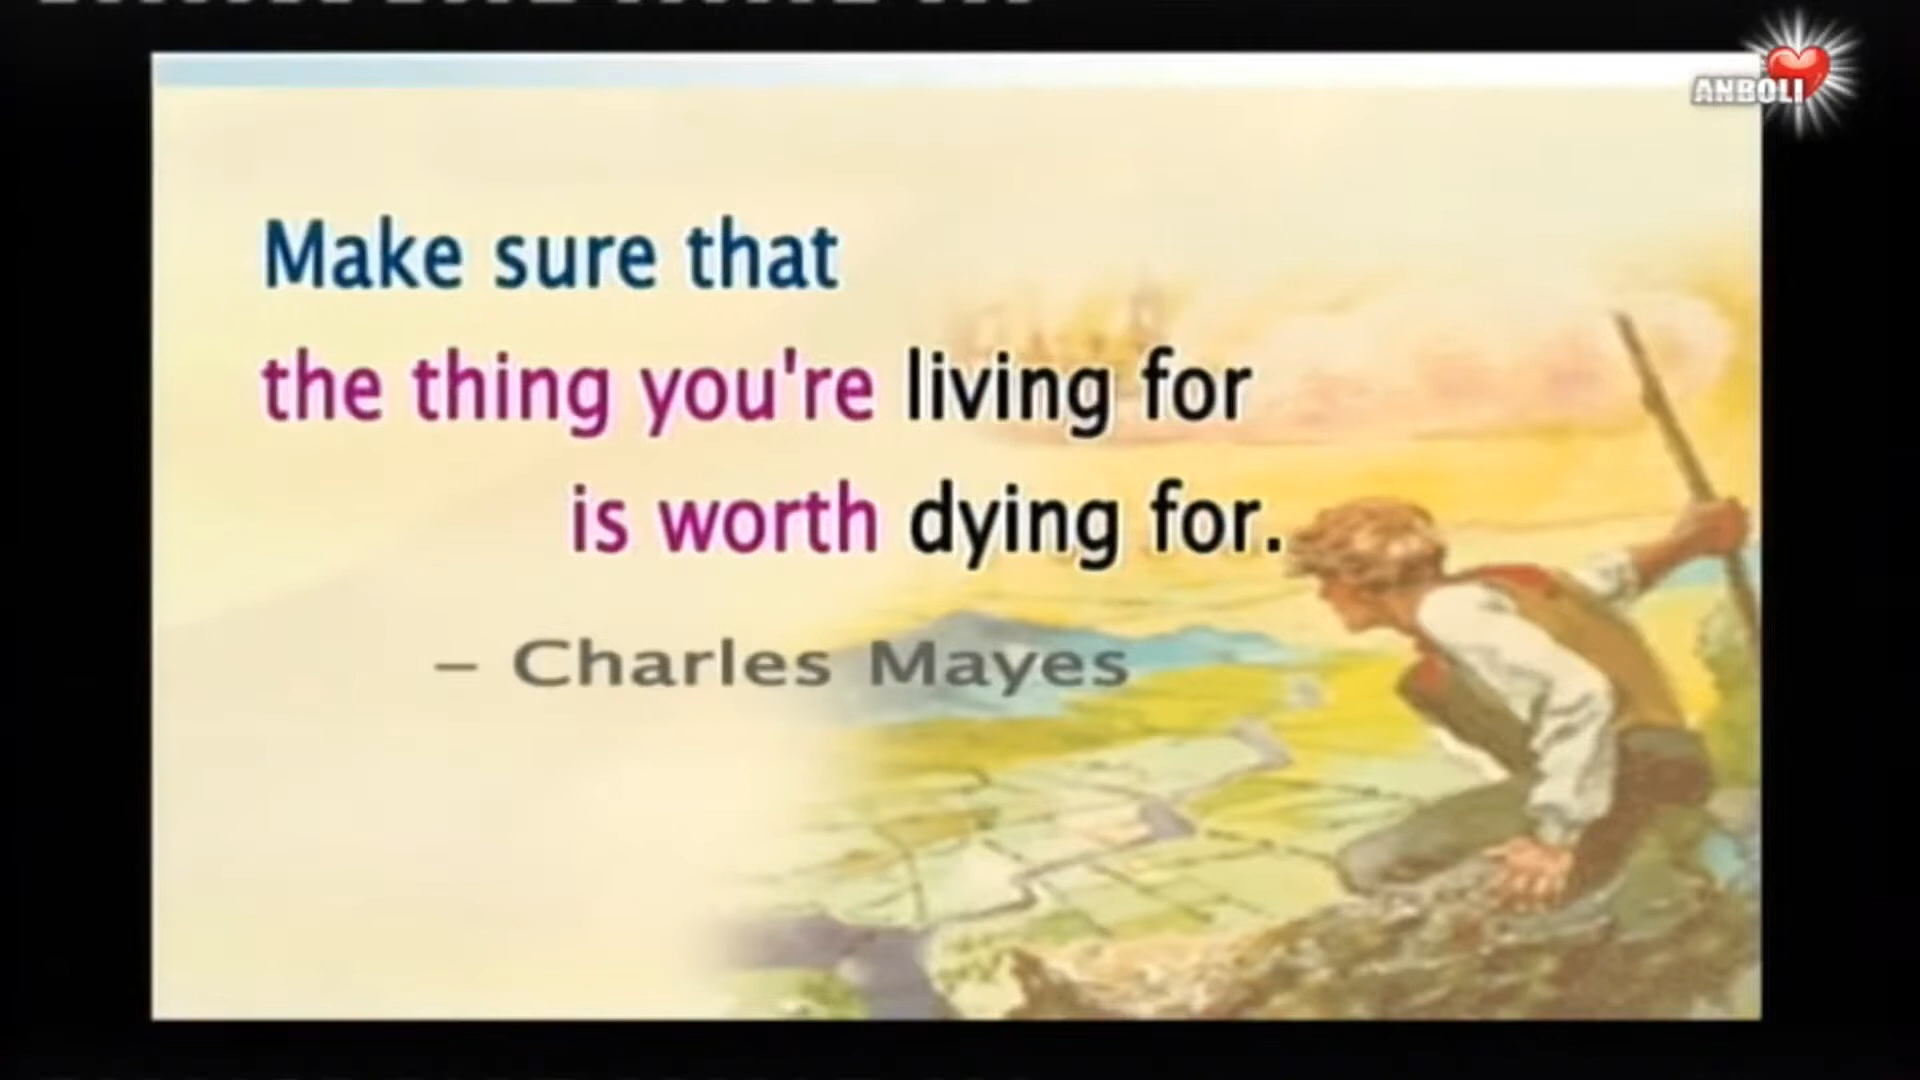 ANBOLI
Make sure that
the thing you're living for
is worth dying for.
– Charles Mayes